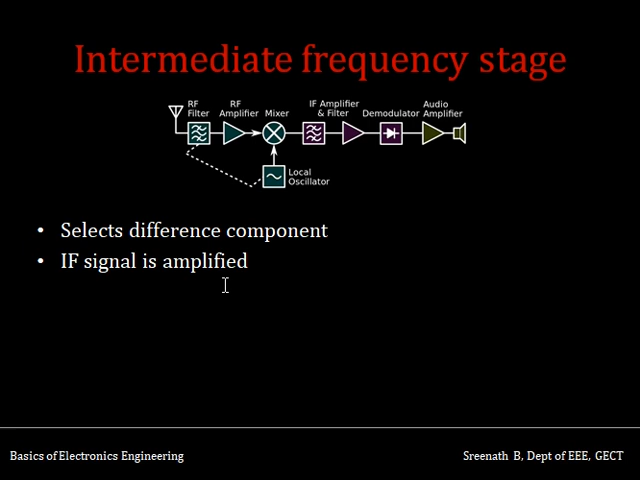 Intermediate frequency stage
RF
Filter
RF
Amplifier
Mixer
IF Amplifier
& Filter
Demodulator
Audio
Amplifier
Local
Oscillator
• Selects difference component
• IF signal is amplified
Basics of Electronics Engineering
Sreenath B, Dept of EEE, GECT